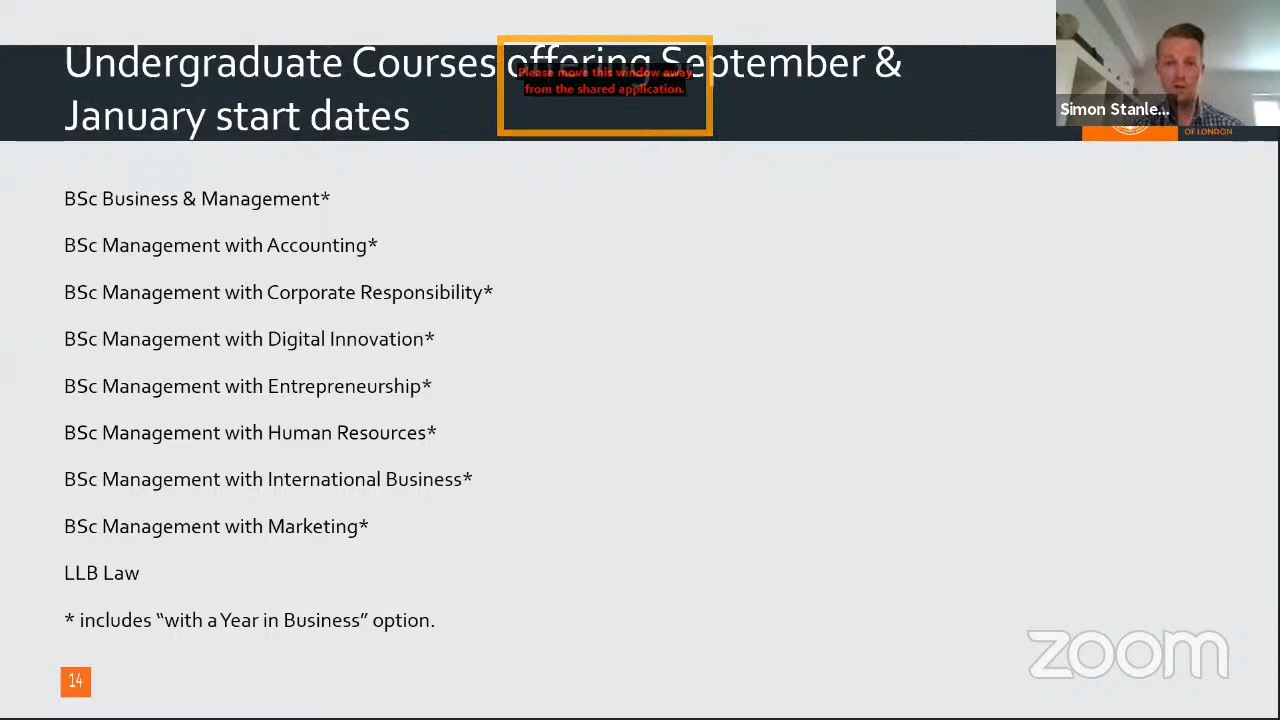 Undergraduate Courses offering September &
January start dates
Please move this window away
from the shared application.
Simon Stanle...
OF LONDON
BSc Business & Management*
BSc Management with Accounting*
BSc Management with Corporate Responsibility*
BSc Management with Digital Innovation*
BSc Management with Entrepreneurship*
BSc Management with Human Resources*
BSc Management with International Business*
BSc Management with Marketing*
LLB Law
* includes “with a Year in Business” option.
14
zoom